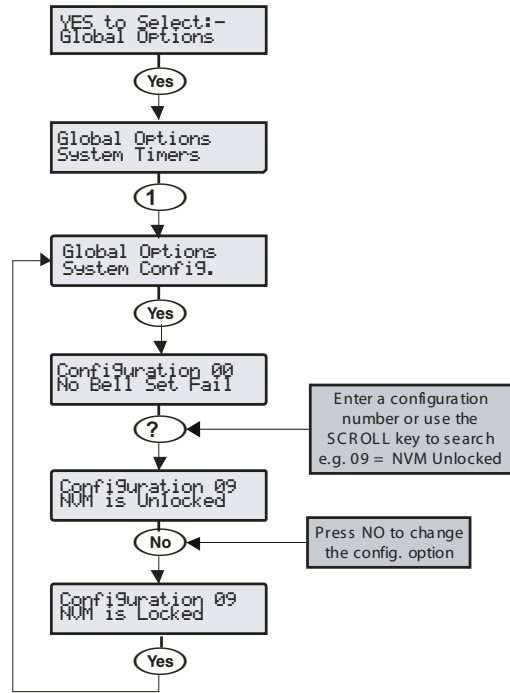 YES to Select:-
Global Options
Yes
Global Options
System Timers
1
Global Options
System Config.
Yes
Configuration 00
No Bell Set Fail
Enter a configuration
number or use the
SCROLL key to search
e.g. 09 = NVM Unlocked
?
Configuration 09
NVM is Unlocked
Press NO to change
the config. option
No
Configuration 09
NVM is Locked
Yes